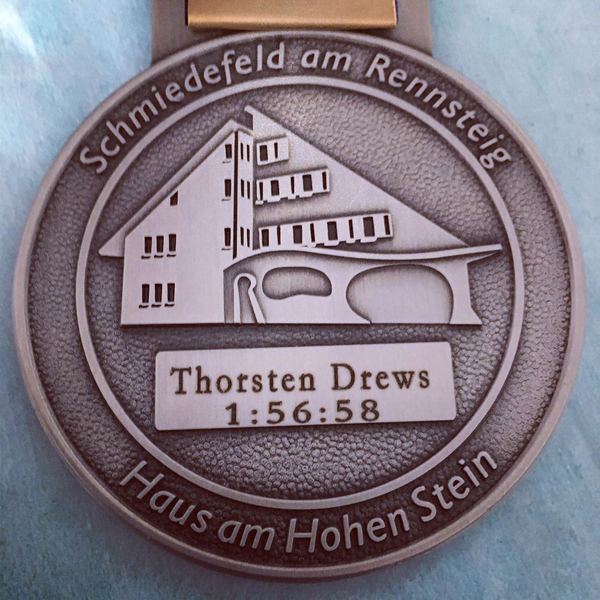 Schmiedefeld am Rennsteig
Thorsten Drews
1:56:58
Haus am Hohen Stein